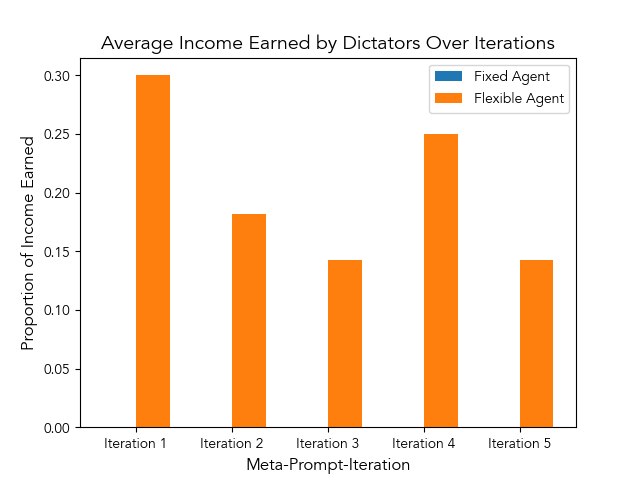 Average Income Earned by Dictators Over Iterations
Fixed Agent
Flexible Agent
0.30
0.25
0.20
0.15
0.10
0.05
0.00
Proportion of Income Earned
Iteration 1 Iteration 2 Iteration 3 Iteration 4 Iteration 5
Meta-Prompt-Iteration